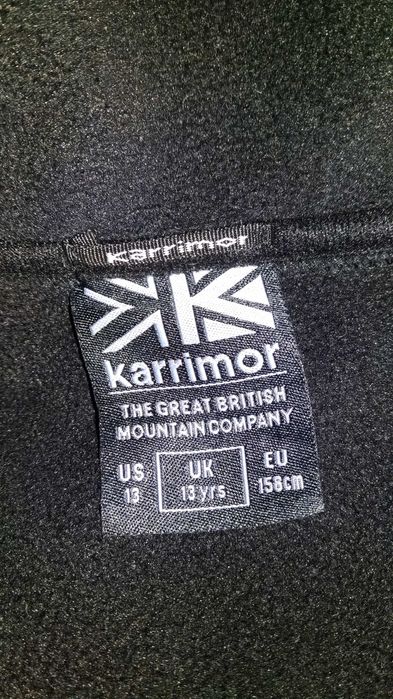 karrimor
K
karrimor
THE GREAT BRITISH
MOUNTAIN COMPANY
US UK EU
13 13 yrs 158cm